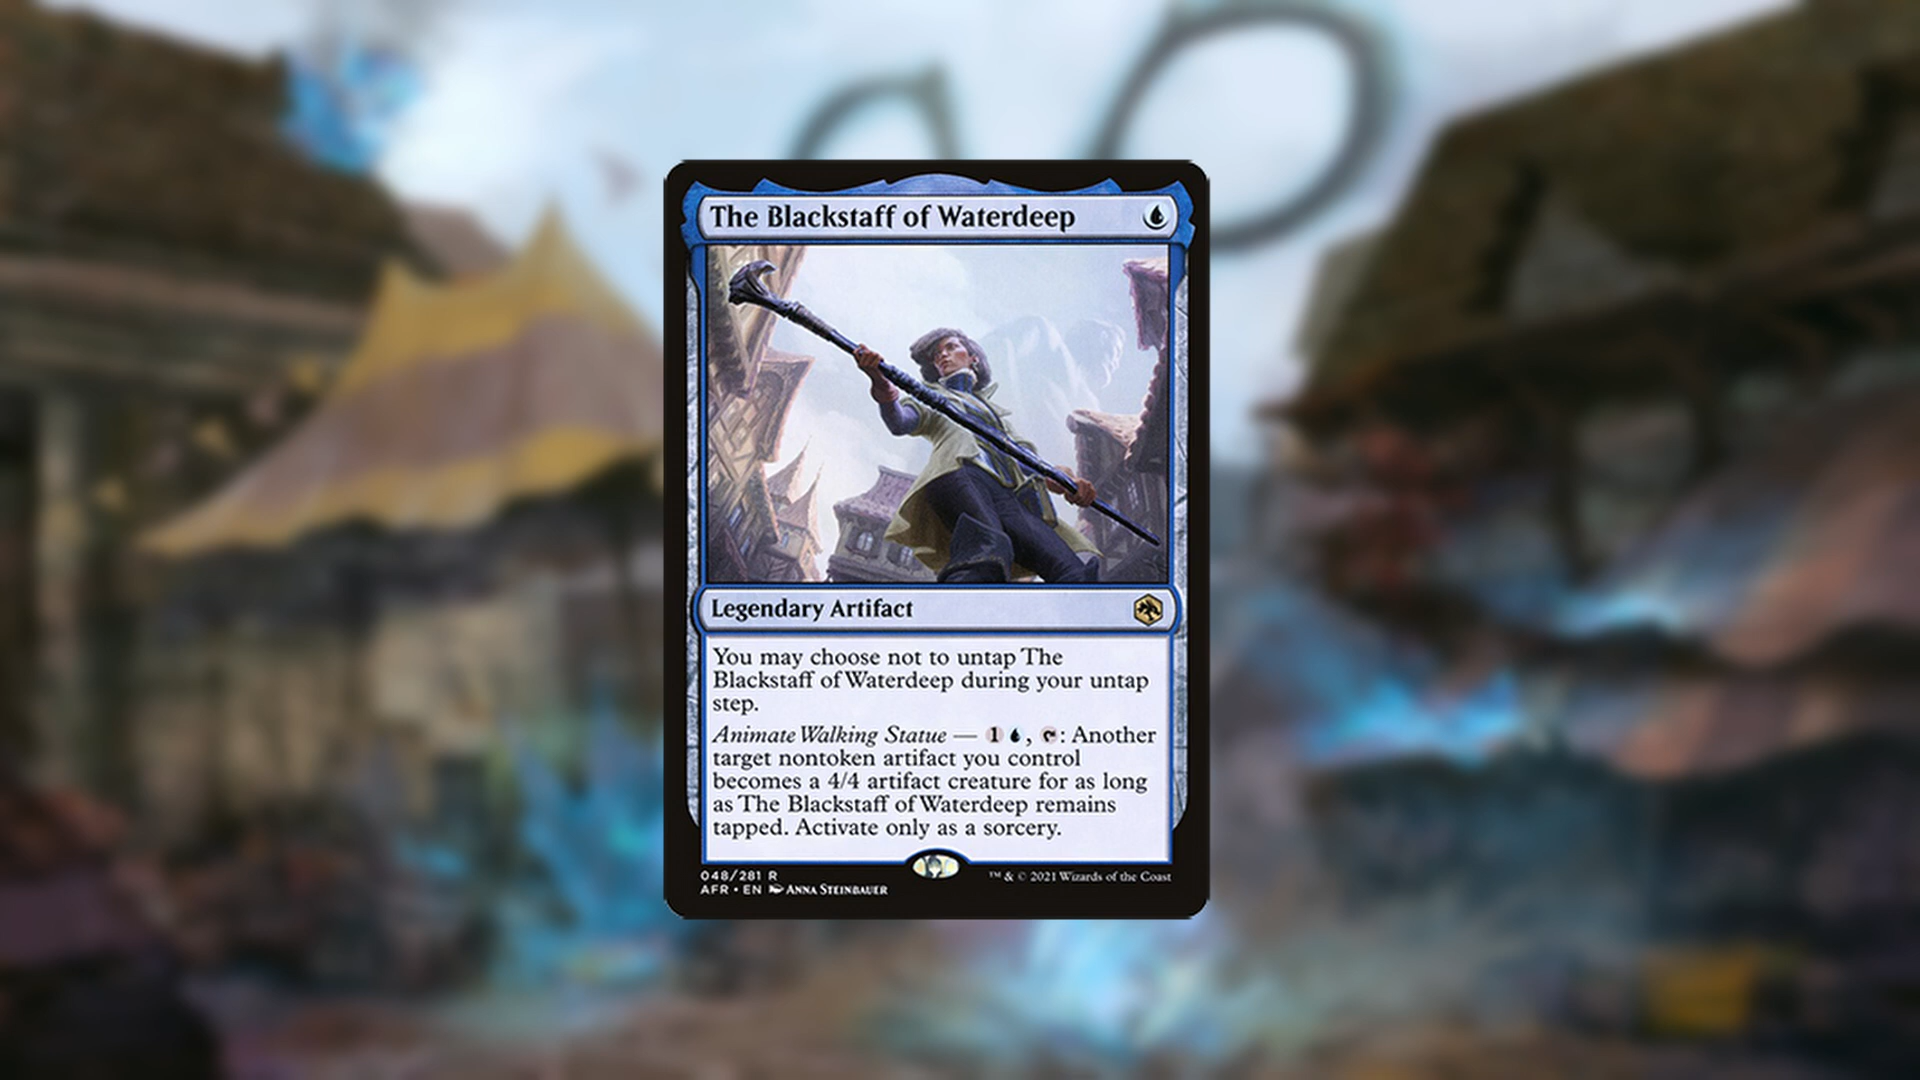 The Blackstaff of Waterdeep
Legendary Artifact
You may choose not to untap The
Blackstaff of Waterdeep during your untap
step.
Animate Walking Statue — 1 , : Another
target nontoken artifact you control
becomes a 4/4 artifact creature for as long
as The Blackstaff of Waterdeep remains
tapped. Activate only as a sorcery.
048/281 R
AFR • EN ANNA STEINBAUER
™ & © 2021 Wizards of the Coast